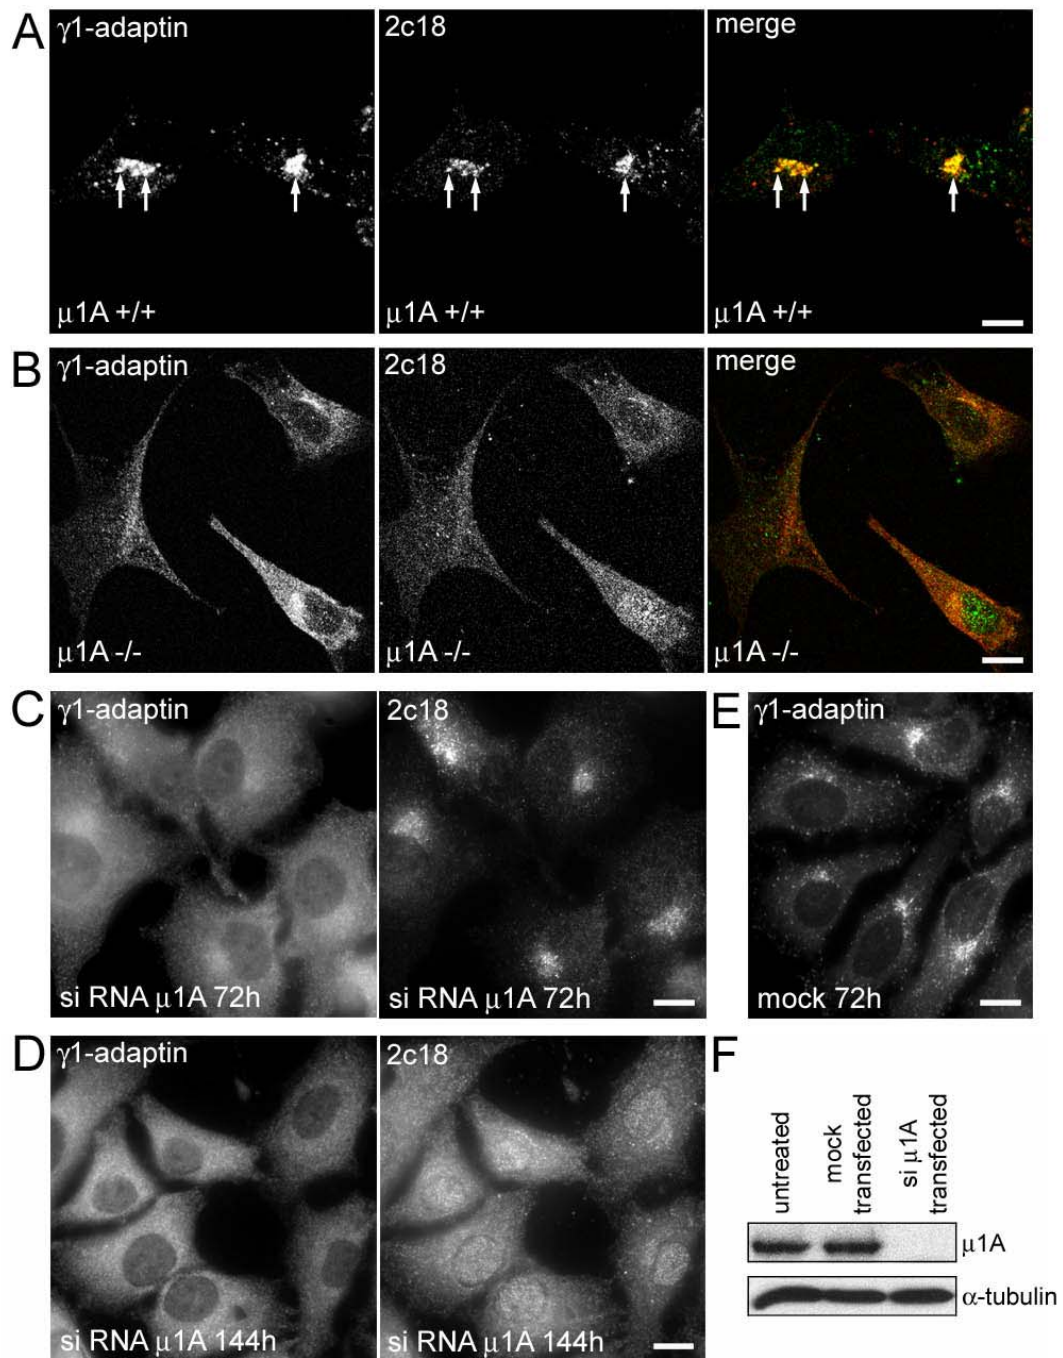 A
γ1-adaptin
2c18
merge
μ1A +/+
μ1A +/+
μ1A +/+
B
γ1-adaptin
2c18
merge
μ1A -/-
μ1A -/-
μ1A -/-
C
γ1-adaptin
2c18
si RNA μ1A 72h
si RNA μ1A 72h
E
γ1-adaptin
mock 72h
D
γ1-adaptin
2c18
si RNA μ1A 144h
si RNA μ1A 144h
F
untreated
mock
transfected
si μ1A
transfected
μ1A
α-tubulin